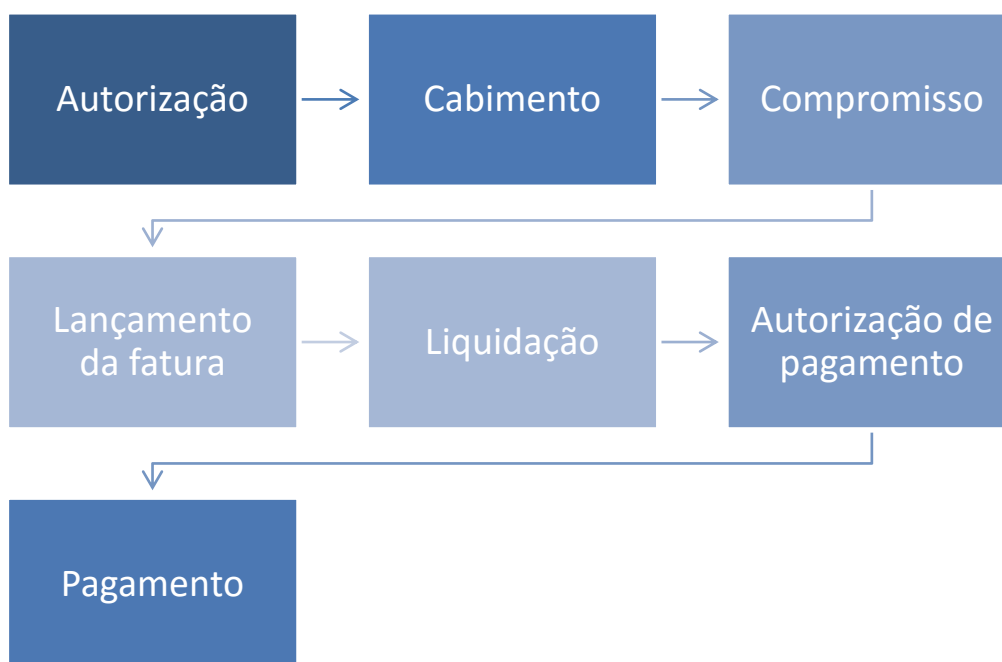 Autorização
Cabimento
Compromisso
Lançamento
da fatura
Liquidação
Autorização de
pagamento
Pagamento